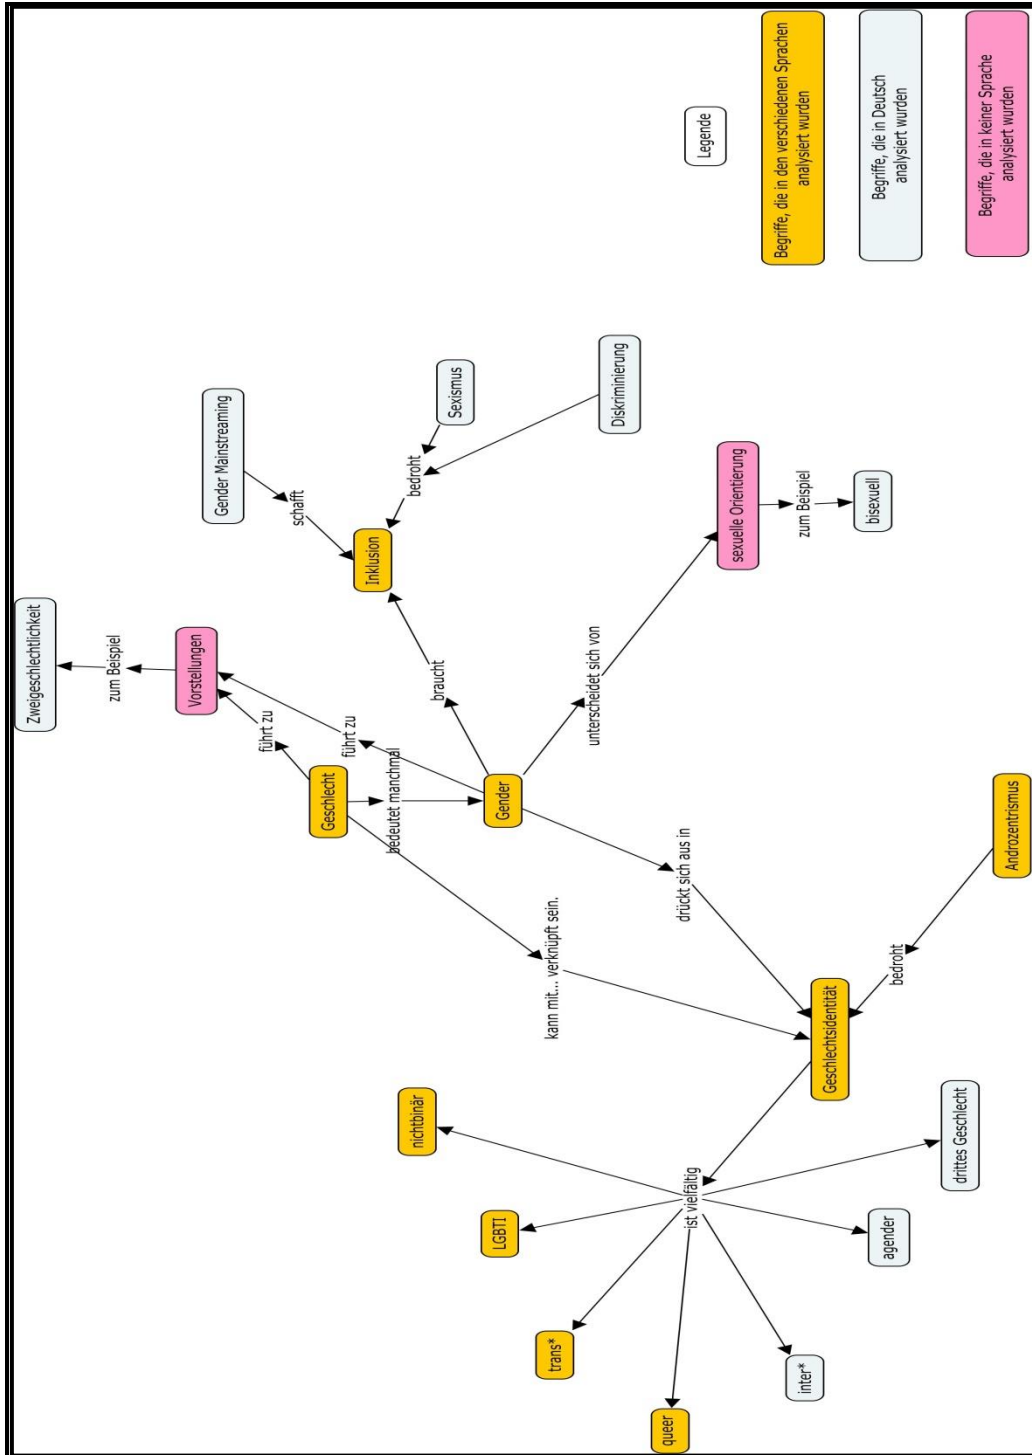 Zweigeschlechtlichkeit
zum Beispiel
Vorstellungen
Gender Mainstreaming
führt zu
schafft
Geschlecht
führt zu
Inklusion
bedeutet manchmal
bedroht
nichtbinär
braucht
Sexismus
LGBTI
Gender
kann mit... verknüpft sein.
trans*
unterscheidet sich von
Diskriminierung
queer
drückt sich aus in
ist vielfältig
sexuelle Orientierung
zum Beispiel
inter*
Geschlechtsidentität
bisexuell
agender
bedroht
drittes Geschlecht
Androzentrismus
Legende
Begriffe, die in den verschiedenen Sprachen
analysiert wurden
Begriffe, die in Deutsch
analysiert wurden
Begriffe, die in keiner Sprache
analysiert wurden